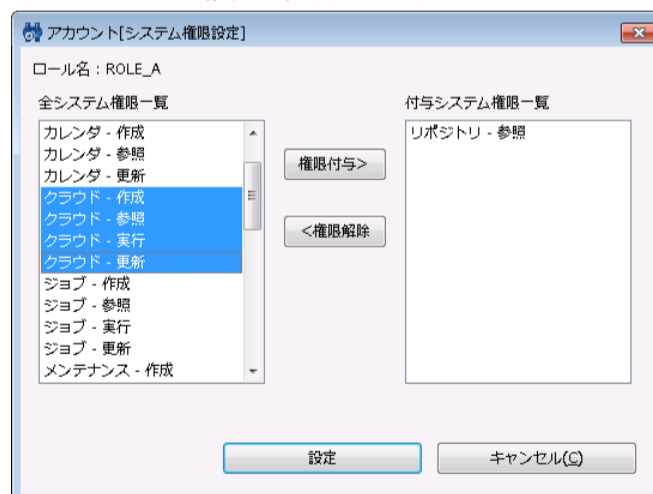 アカウント[システム権限設定]
ロール名：ROLE_A
全システム権限一覧
カレンダ - 作成
カレンダ - 参照
カレンダ - 更新
クラウド - 作成
クラウド - 参照
クラウド - 実行
クラウド - 更新
ジョブ - 作成
ジョブ - 参照
ジョブ - 実行
ジョブ - 更新
メンテナンス - 作成
権限付与>
<権限解除
付与システム権限一覧
リポジトリ - 参照
設定
キャンセル(C)